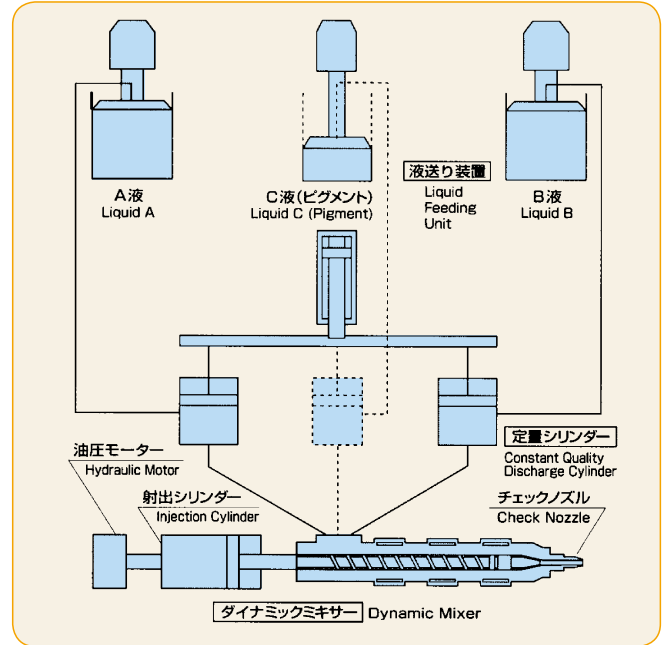 A液
Liquid A
C液(ピグメント)
Liquid C (Pigment)
液送り装置
Liquid
Feeding
Unit
B液
Liquid B
定量シリンダー
Constant Quality
Discharge Cylinder
油圧モーター
Hydraulic Motor
射出シリンダー
Injection Cylinder
チェックノズル
Check Nozzle
ダイナミックミキサー Dynamic Mixer